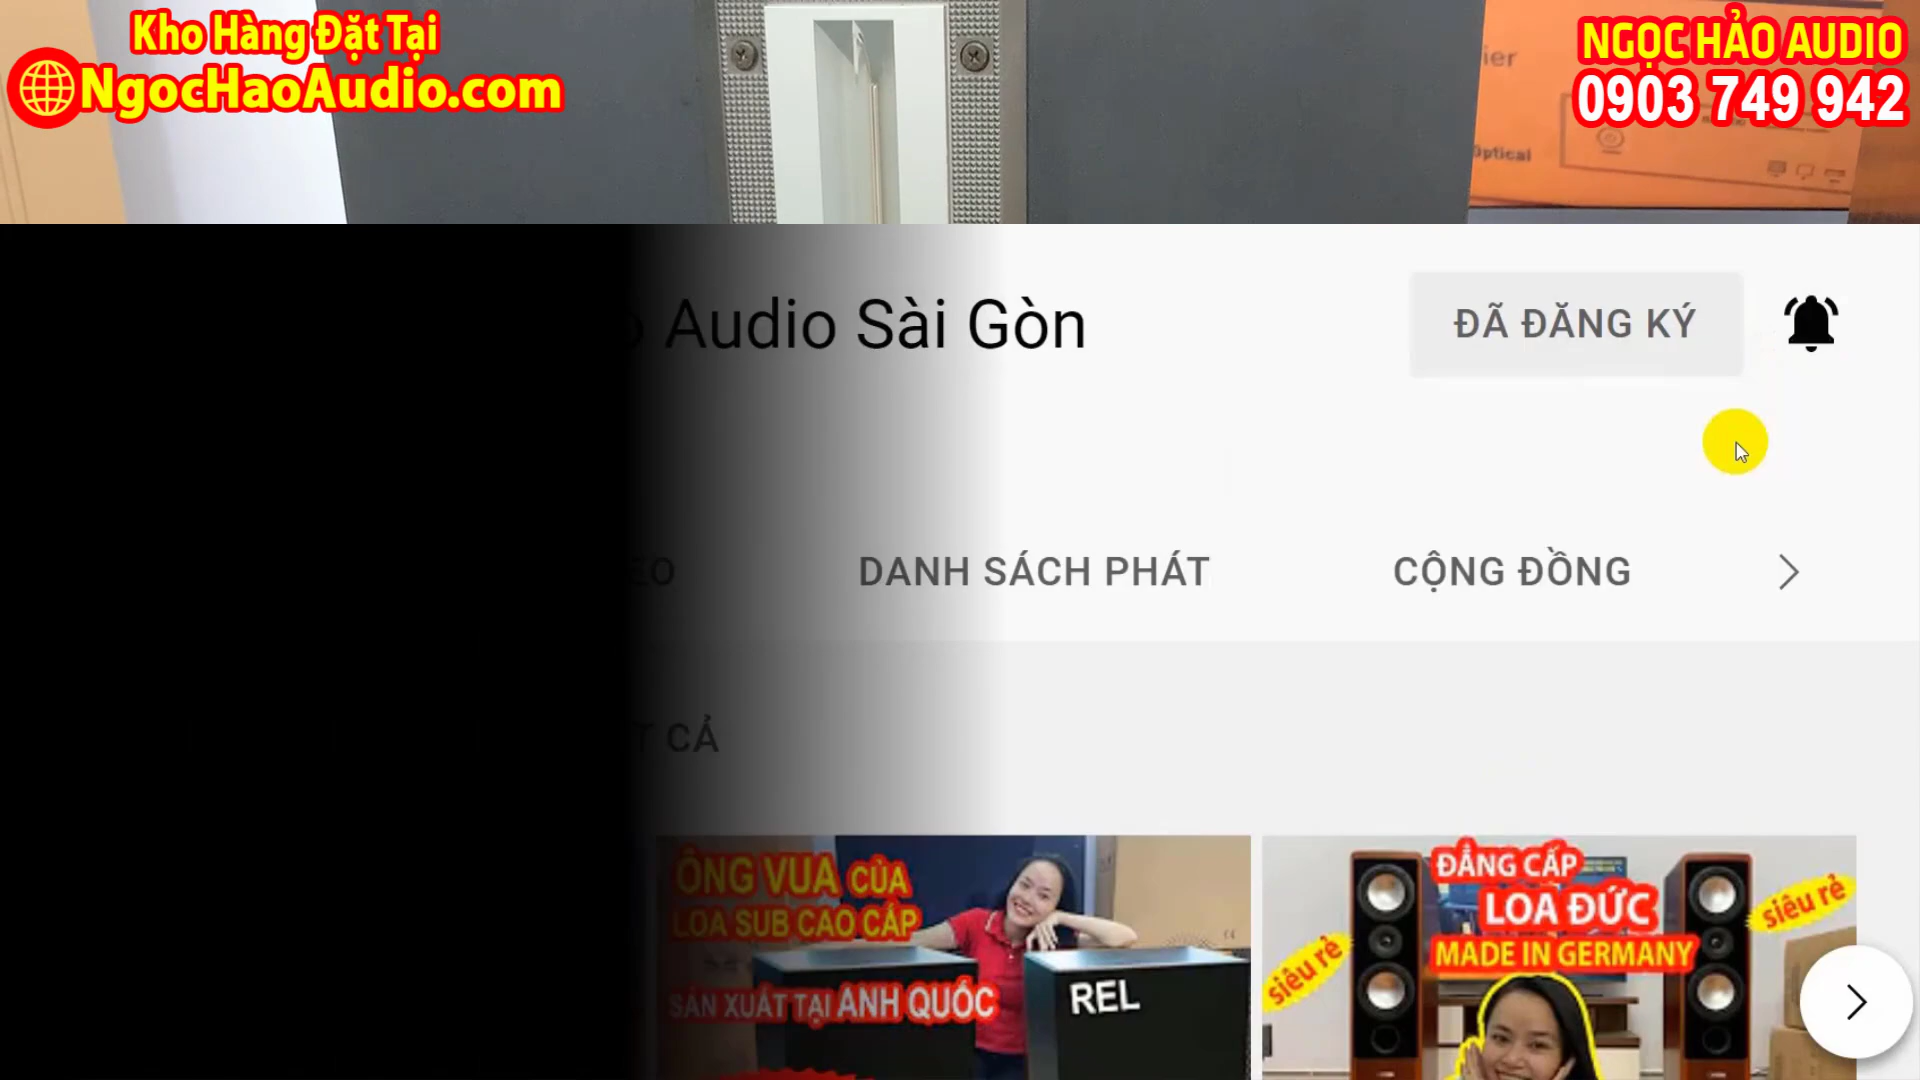 Kho Hàng Đặt Tại
NgocHaoAudio.com
NGỌC HẢO AUDIO
0903 749 942
Optical
Audio Sài Gòn
ĐÃ ĐĂNG KÝ
DANH SÁCH PHÁT
CỘNG ĐỒNG
CẢ
ÔNG VUA CỦA
LOA SUB CAO CẤP
SẢN XUẤT TẠI ANH QUỐC
REL
ĐẲNG CẤP
LOA ĐỨC
MADE IN GERMANY
siêu rẻ
siêu rẻ